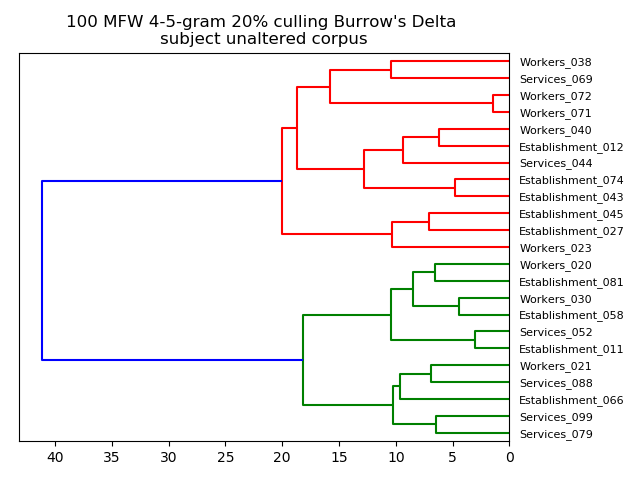 100 MFW 4-5-gram 20% culling Burrow's Delta
subject unaltered corpus
Workers_038
Services_069
Workers_072
Workers_071
Workers_040
Establishment_012
Services_044
Establishment_074
Establishment_043
Establishment_045
Establishment_027
Workers_023
Workers_020
Establishment_081
Workers_030
Establishment_058
Services_052
Establishment_011
Workers_021
Services_088
Establishment_066
Services_099
Services_079
40 35 30 25 20 15 10 5 0